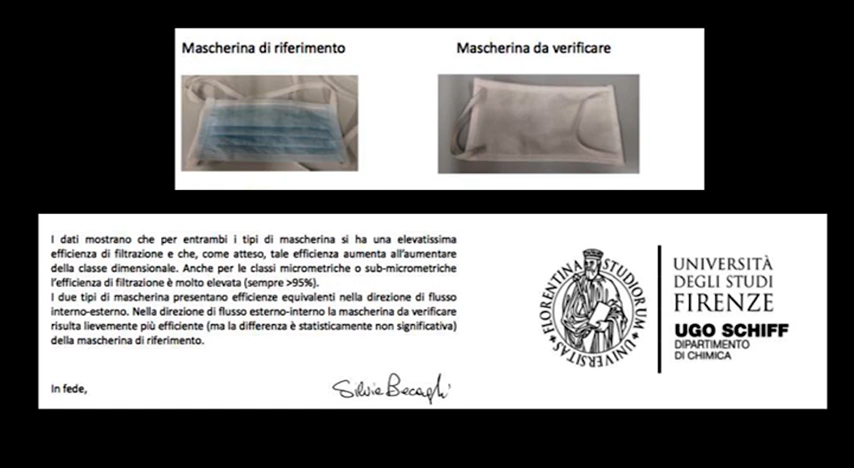 Mascherina di riferimento
Mascherina da verificare
I dati mostrano che per entrambi i tipi di mascherina si ha una elevatissima
efficienza di filtrazione e che, come atteso, tale efficienza aumenta all'aumentare
della classe dimensionale. Anche per le classi micrometriche o sub-micrometriche
l'efficienza di filtrazione è molto elevata (sempre >95%).
I due tipi di mascherina presentano efficienze equivalenti nella direzione di flusso
interno-esterno. Nella direzione di flusso esterno-interno la mascherina da verificare
risulta lievemente più efficiente (ma la differenza è statisticamente non significativa)
della mascherina di riferimento.
In fede,
Silvia Becagli
FLORENTINA STUDIORUM UNIVERSITAS
UNIVERSITÀ
DEGLI STUDI
FIRENZE
UGO SCHIFF
DIPARTIMENTO
DI CHIMICA